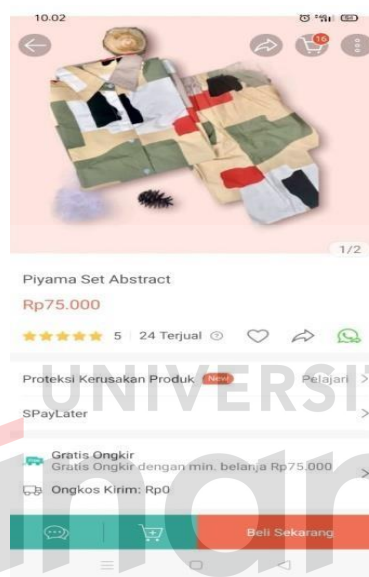 10.02
16
1/2
Piyama Set Abstract
Rp75.000
5 24 Terjual
Proteksi Kerusakan Produk New Pelajari >
SPayLater >
Gratis Ongkir
Gratis Ongkir dengan min. belanja Rp75.000 >
Ongkos Kirim: Rp0
Beli Sekarang
UNIVERSI
inar